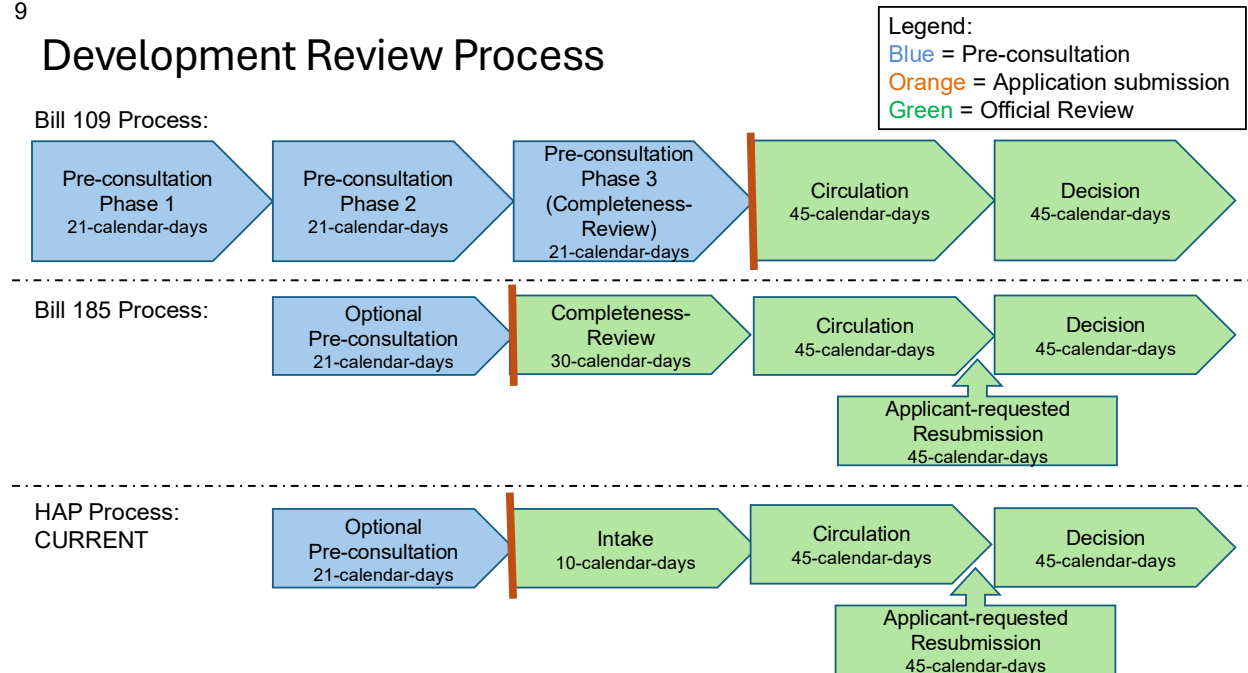 9
Development Review Process
Legend:
Blue = Pre-consultation
Orange = Application submission
Green = Official Review
Bill 109 Process:
Pre-consultation
Phase 1
21-calendar-days
Pre-consultation
Phase 2
21-calendar-days
Pre-consultation
Phase 3
(Completeness-
Review)
21-calendar-days
Circulation
45-calendar-days
Decision
45-calendar-days
Bill 185 Process:
Optional
Pre-consultation
21-calendar-days
Completeness-
Review
30-calendar-days
Circulation
45-calendar-days
Decision
45-calendar-days
Applicant-requested
Resubmission
45-calendar-days
HAP Process:
CURRENT
Optional
Pre-consultation
21-calendar-days
Intake
10-calendar-days
Circulation
45-calendar-days
Decision
45-calendar-days
Applicant-requested
Resubmission
45-calendar-days